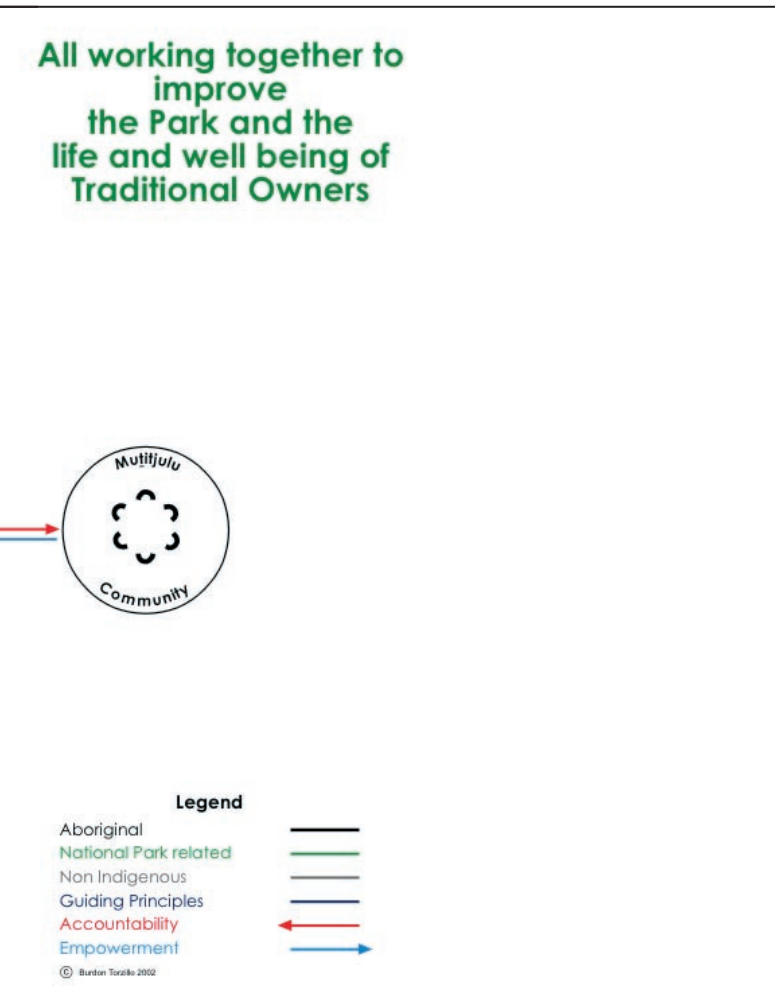 All working together to
improve
the Park and the
life and well being of
Traditional Owners
Muṯitjulu
Community
Legend
Aboriginal
National Park related
Non Indigenous
Guiding Principles
Accountability
Empowerment
© Burdon Torzillo 2002